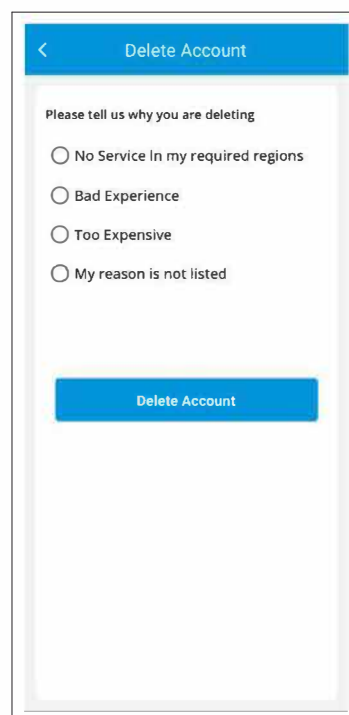 Delete Account
Please tell us why you are deleting
No Service In my required regions
Bad Experience
Too Expensive
My reason is not listed
Delete Account